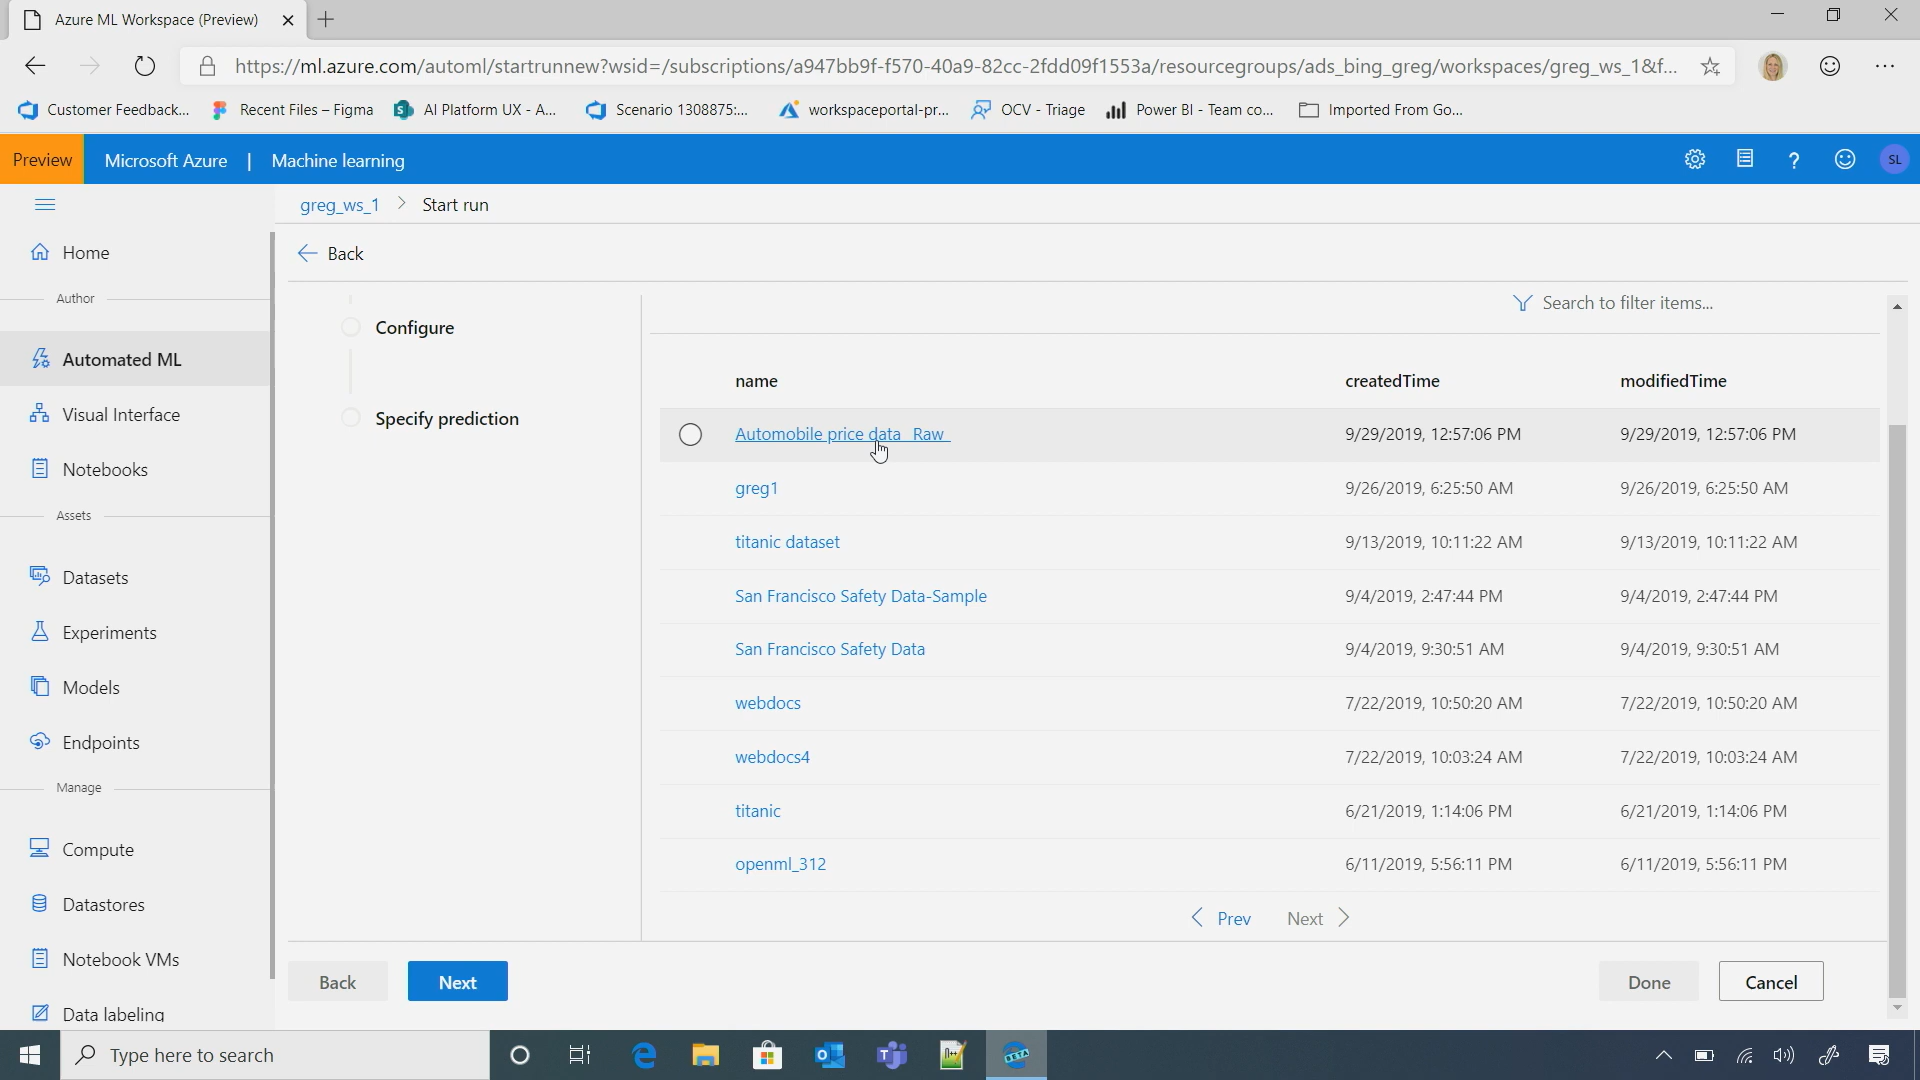 Azure ML Workspace (Preview)
https://ml.azure.com/automl/startrunnew?wsid=/subscriptions/a947bb9f-f570-40a9-82cc-2fdd09f1553a/resourcegroups/ads_bing_greg/workspaces/greg_ws_1&f...
Customer Feedback...
Recent Files – Figma
AI Platform UX - A...
Scenario 1308875:...
workspaceportal-pr...
OCV - Triage
Power BI - Team co...
Imported From Go...
Preview
Microsoft Azure | Machine learning
SL
greg_ws_1 > Start run
Back
Home
Author
Automated ML
Visual Interface
Notebooks
Assets
Datasets
Experiments
Models
Endpoints
Manage
Compute
Datastores
Notebook VMs
Data labeling
Configure
Specify prediction
Search to filter items...
name createdTime modifiedTime
Automobile price data _Raw_ 9/29/2019, 12:57:06 PM 9/29/2019, 12:57:06 PM
greg1 9/26/2019, 6:25:50 AM 9/26/2019, 6:25:50 AM
titanic dataset 9/13/2019, 10:11:22 AM 9/13/2019, 10:11:22 AM
San Francisco Safety Data-Sample 9/4/2019, 2:47:44 PM 9/4/2019, 2:47:44 PM
San Francisco Safety Data 9/4/2019, 9:30:51 AM 9/4/2019, 9:30:51 AM
webdocs 7/22/2019, 10:50:20 AM 7/22/2019, 10:50:20 AM
webdocs4 7/22/2019, 10:03:24 AM 7/22/2019, 10:03:24 AM
titanic 6/21/2019, 1:14:06 PM 6/21/2019, 1:14:06 PM
openml_312 6/11/2019, 5:56:11 PM 6/11/2019, 5:56:11 PM
Prev Next
Back Next Done Cancel
Type here to search
BETA